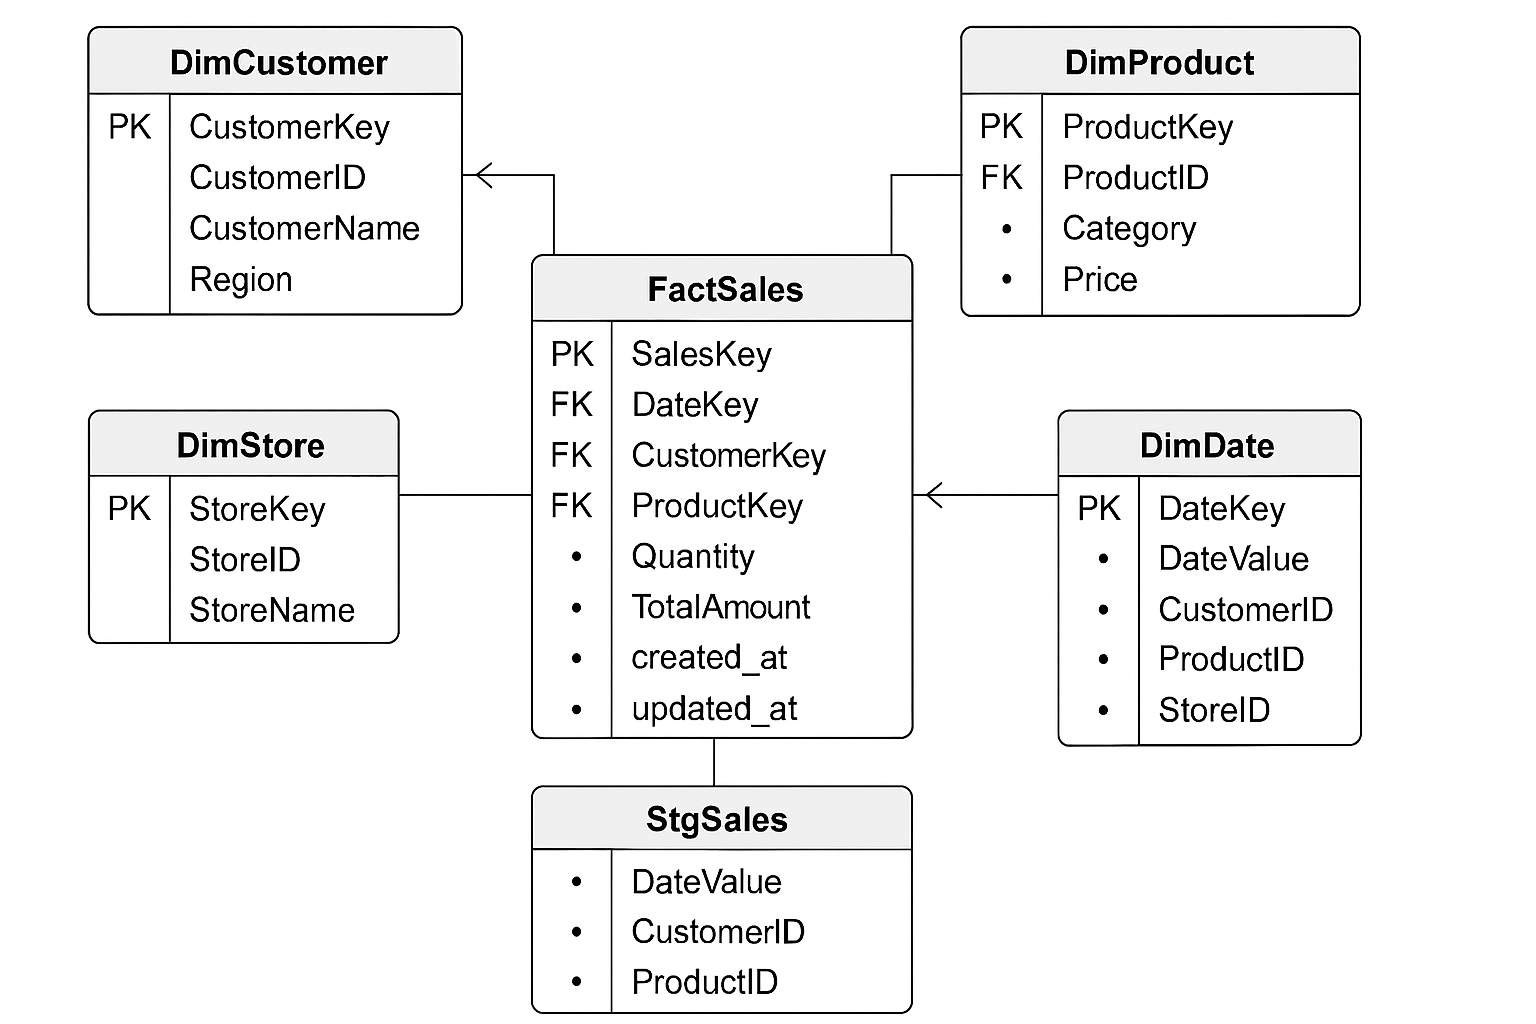 DimCustomer
PK CustomerKey
CustomerID
CustomerName
Region
DimProduct
PK ProductKey
FK ProductID
• Category
• Price
FactSales
PK SalesKey
FK DateKey
FK CustomerKey
FK ProductKey
• Quantity
• TotalAmount
• created_at
• updated_at
DimStore
PK StoreKey
StoreID
StoreName
DimDate
PK DateKey
• DateValue
• CustomerID
• ProductID
• StoreID
StgSales
• DateValue
• CustomerID
• ProductID